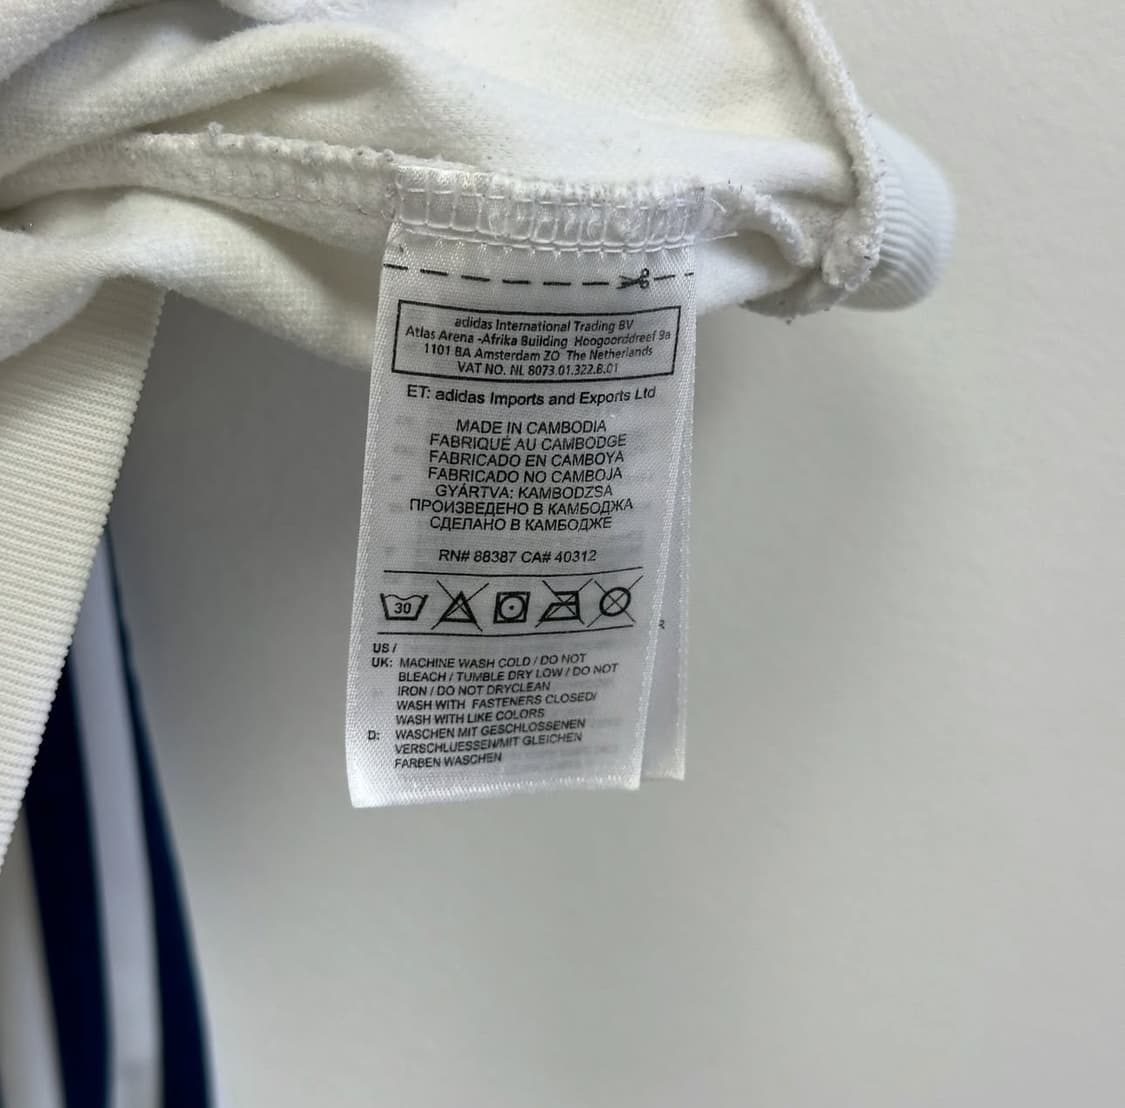 adidas International Trading BV
Atlas Arena -Afrika Building Hoogoorddreef 9a
1101 BA Amsterdam ZO The Netherlands
VAT NO. NL 8073.01.322.B.01
ET: adidas Imports and Exports Ltd
MADE IN CAMBODIA
FABRIQUÉ AU CAMBODGE
FABRICADO EN CAMBOYA
FABRICADO NO CAMBOJA
GYÁRTVA: KAMBODZSA
ПРОИЗВЕДЕНО В КАМБОДЖА
СДЕЛАНО В КАМБОДЖЕ
RN# 88387 CA# 40312
30
US /
UK: MACHINE WASH COLD / DO NOT
BLEACH / TUMBLE DRY LOW / DO NOT
IRON / DO NOT DRYCLEAN
WASH WITH FASTENERS CLOSED/
WASH WITH LIKE COLORS
D: WASCHEN MIT GESCHLOSSENEN
VERSCHLUESSEN/MIT GLEICHEN
FARBEN WASCHEN